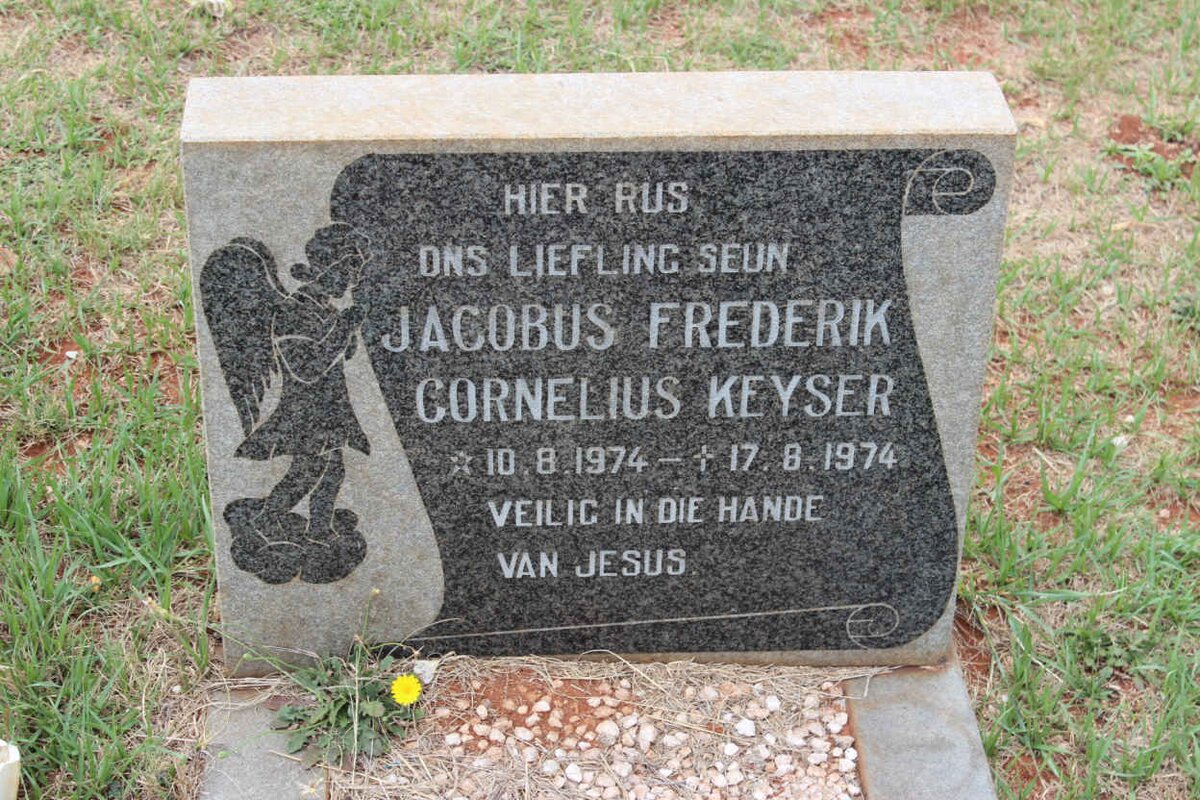 HIER RUS
ONS LIEFLING SEUN
JACOBUS FREDERIK
CORNELIUS KEYSER
☆ 10.8.1974 — † 17.8.1974
VEILIG IN DIE HANDE
VAN JESUS